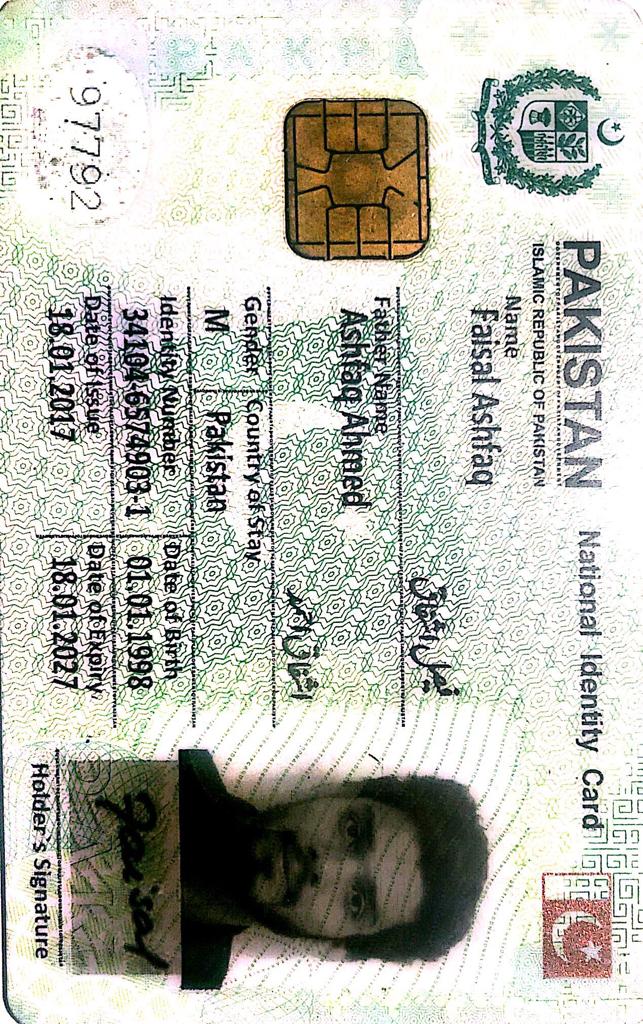 PAKISTAN National Identity Card
ISLAMIC REPUBLIC OF PAKISTAN
Name
Faisal Ashfaq
فیصل اشفاق
Father Name
Ashfaq Ahmed
اشفاق احمد
Gender Country of Stay
M Pakistan
Identity Number Date of Birth
34104-6574903-1 01.01.1998
Date of Issue Date of Expiry
18.01.2017 18.01.2027
Holder's Signature
Faisal
97792